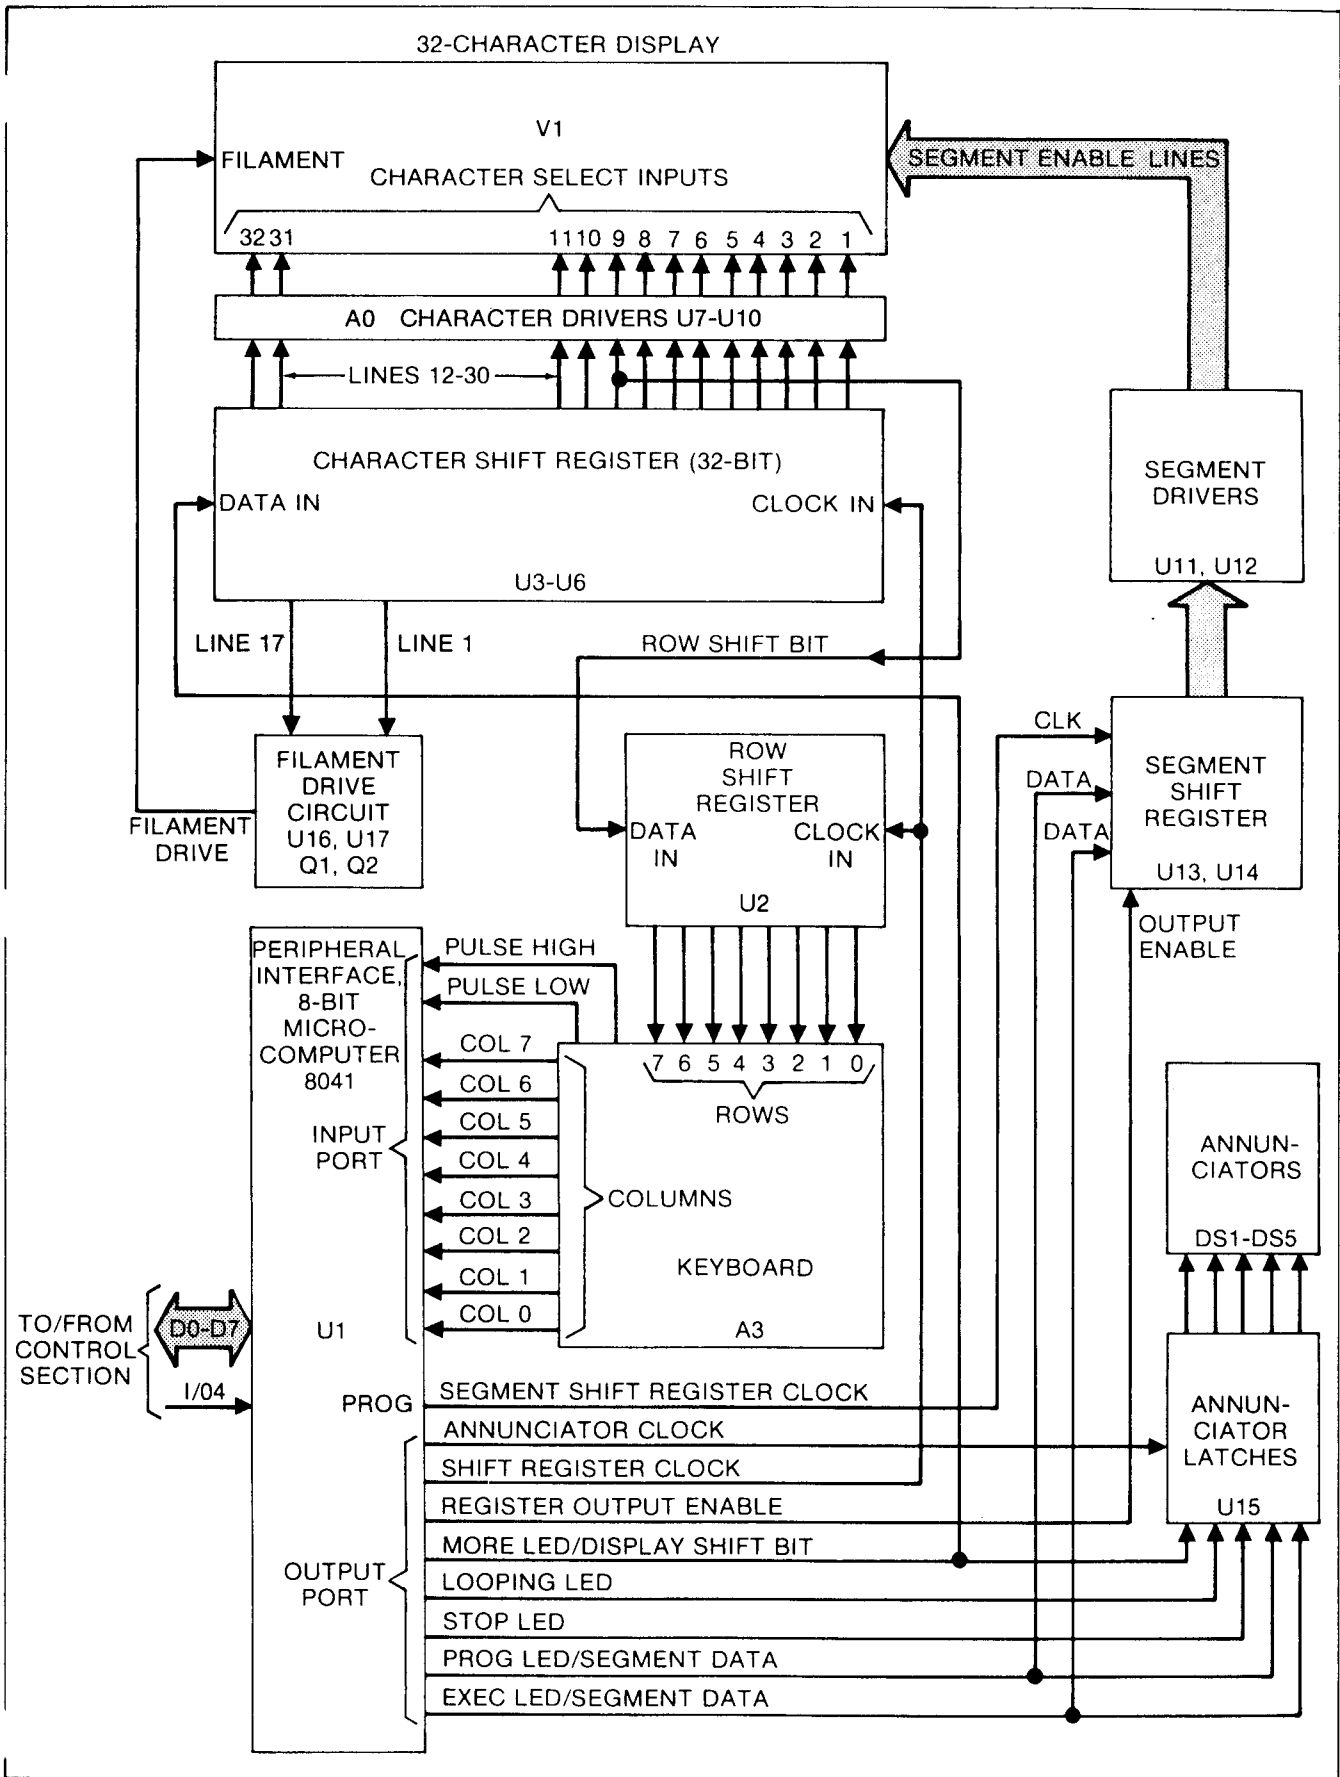 32-CHARACTER DISPLAY
V1
FILAMENT
CHARACTER SELECT INPUTS
32 31 11 10 9 8 7 6 5 4 3 2 1
SEGMENT ENABLE LINES
A0 CHARACTER DRIVERS U7-U10
LINES 12-30
CHARACTER SHIFT REGISTER (32-BIT)
DATA IN
CLOCK IN
U3-U6
SEGMENT
DRIVERS
U11, U12
LINE 17
LINE 1
ROW SHIFT BIT
FILAMENT
DRIVE
CIRCUIT
U16, U17
Q1, Q2
FILAMENT
DRIVE
ROW
SHIFT
REGISTER
DATA
IN
CLOCK
IN
U2
CLK
DATA
DATA
SEGMENT
SHIFT
REGISTER
U13, U14
OUTPUT
ENABLE
PERIPHERAL
INTERFACE,
8-BIT
MICRO-
COMPUTER
8041
INPUT
PORT
U1
PULSE HIGH
PULSE LOW
COL 7
COL 6
COL 5
COL 4
COL 3
COL 2
COL 1
COL 0
7 6 5 4 3 2 1 0
ROWS
COLUMNS
KEYBOARD
A3
ANNUN-
CIATORS
DS1-DS5
TO/FROM
CONTROL
SECTION
D0-D7
I/04
PROG
SEGMENT SHIFT REGISTER CLOCK
ANNUNCIATOR CLOCK
SHIFT REGISTER CLOCK
REGISTER OUTPUT ENABLE
MORE LED/DISPLAY SHIFT BIT
OUTPUT
PORT
LOOPING LED
STOP LED
PROG LED/SEGMENT DATA
EXEC LED/SEGMENT DATA
ANNUN-
CIATOR
LATCHES
U15